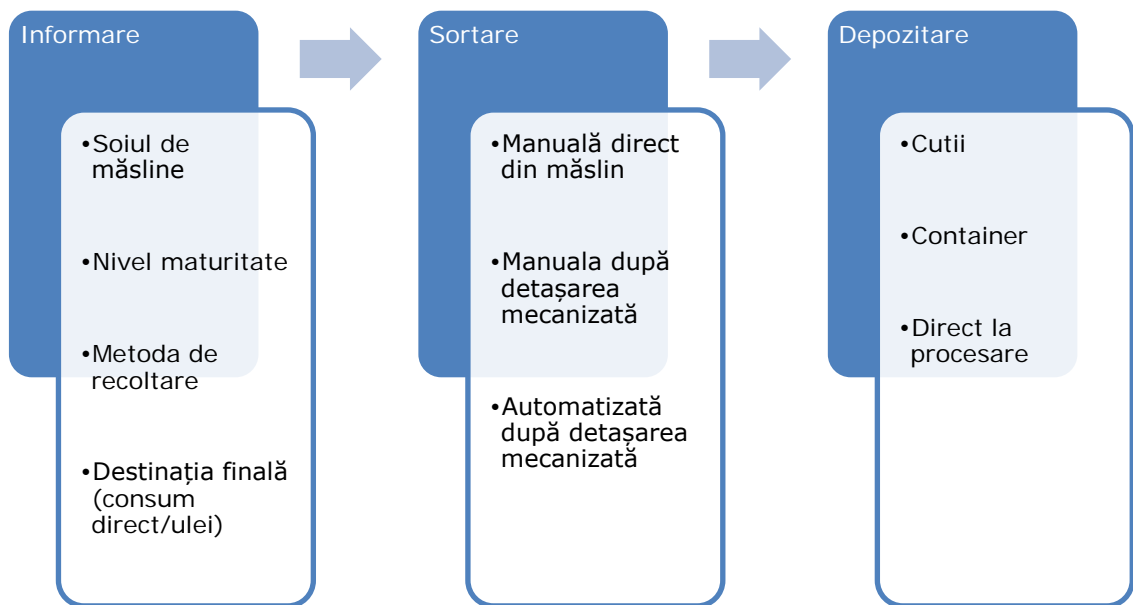 Informare
•Soiul de
măsline
•Nivel maturitate
•Metoda de
recoltare
•Destinația finală
(consum
direct/ulei)
Sortare
•Manuală direct
din măslin
•Manuala după
detașarea
mecanizată
•Automatizată
după detașarea
mecanizată
Depozitare
•Cutii
•Container
•Direct la
procesare